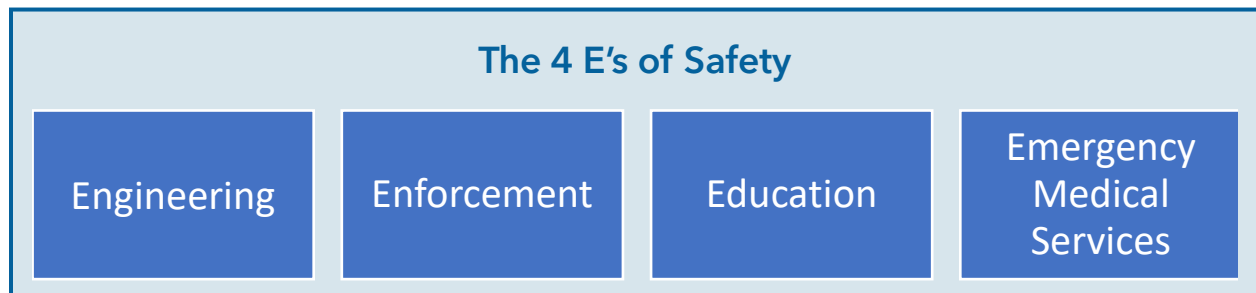 The 4 E’s of Safety
Engineering
Enforcement
Education
Emergency
Medical
Services